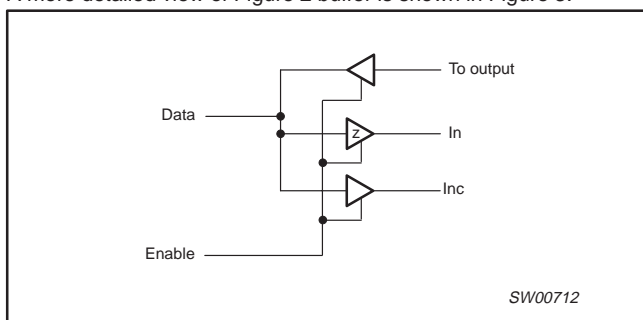 A more detailed view of Figure 2 buffer is shown in Figure 3.
To output
Data
z
In
Inc
Enable
SW00712